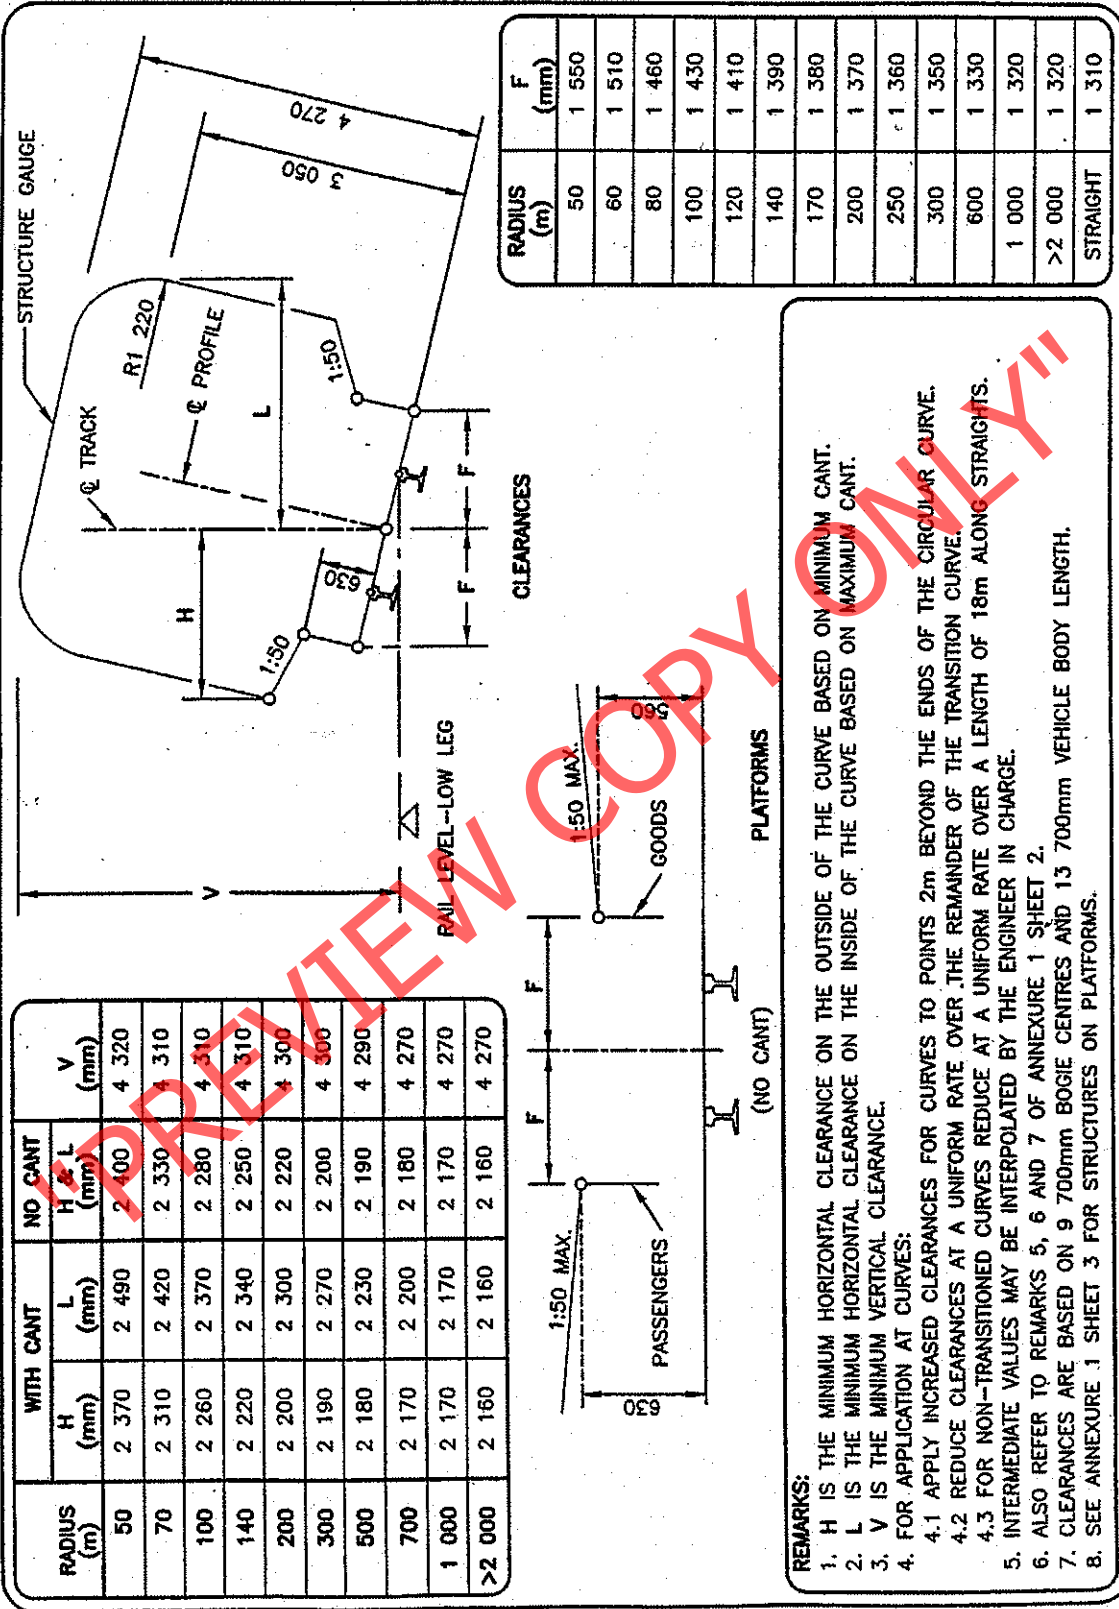 RADIUS (m) | WITH CANT H (mm) | WITH CANT L (mm) | NO CANT H & L (mm) | V (mm)
50 | 2 370 | 2 490 | 2 400 | 4 320
70 | 2 310 | 2 420 | 2 330 | 4 310
100 | 2 260 | 2 370 | 2 280 | 4 310
140 | 2 220 | 2 340 | 2 250 | 4 310
200 | 2 200 | 2 300 | 2 220 | 4 300
300 | 2 190 | 2 270 | 2 200 | 4 300
500 | 2 180 | 2 230 | 2 190 | 4 290
700 | 2 170 | 2 200 | 2 180 | 4 270
1 000 | 2 170 | 2 170 | 2 170 | 4 270
>2 000 | 2 160 | 2 160 | 2 160 | 4 270
STRUCTURE GAUGE
℄ TRACK
℄ PROFILE
R1 220
4 270
3 050
H
L
V
1:50
1:50
630
F
F
RAIL LEVEL-LOW LEG
CLEARANCES
1:50 MAX.
1:50 MAX.
F
F
PASSENGERS
GOODS
630
560
(NO CANT)
PLATFORMS
RADIUS (m) | F (mm)
50 | 1 550
60 | 1 510
80 | 1 460
100 | 1 430
120 | 1 410
140 | 1 390
170 | 1 380
200 | 1 370
250 | 1 360
300 | 1 350
600 | 1 330
1 000 | 1 320
>2 000 | 1 320
STRAIGHT | 1 310
REMARKS:
1. H IS THE MINIMUM HORIZONTAL CLEARANCE ON THE OUTSIDE OF THE CURVE BASED ON MINIMUM CANT.
2. L IS THE MINIMUM HORIZONTAL CLEARANCE ON THE INSIDE OF THE CURVE BASED ON MAXIMUM CANT.
3. V IS THE MINIMUM VERTICAL CLEARANCE.
4. FOR APPLICATION AT CURVES:
4.1 APPLY INCREASED CLEARANCES FOR CURVES TO POINTS 2m BEYOND THE ENDS OF THE CIRCULAR CURVE.
4.2 REDUCE CLEARANCES AT A UNIFORM RATE OVER THE REMAINDER OF THE TRANSITION CURVE.
4.3 FOR NON-TRANSITIONED CURVES REDUCE AT A UNIFORM RATE OVER A LENGTH OF 18m ALONG STRAIGHTS.
5. INTERMEDIATE VALUES MAY BE INTERPOLATED BY THE ENGINEER IN CHARGE.
6. ALSO REFER TO REMARKS 5, 6 AND 7 OF ANNEXURE 1 SHEET 2.
7. CLEARANCES ARE BASED ON 9 700mm BOGIE CENTRES AND 13 700mm VEHICLE BODY LENGTH.
8. SEE ANNEXURE 1 SHEET 3 FOR STRUCTURES ON PLATFORMS.
"PREVIEW COPY ONLY"